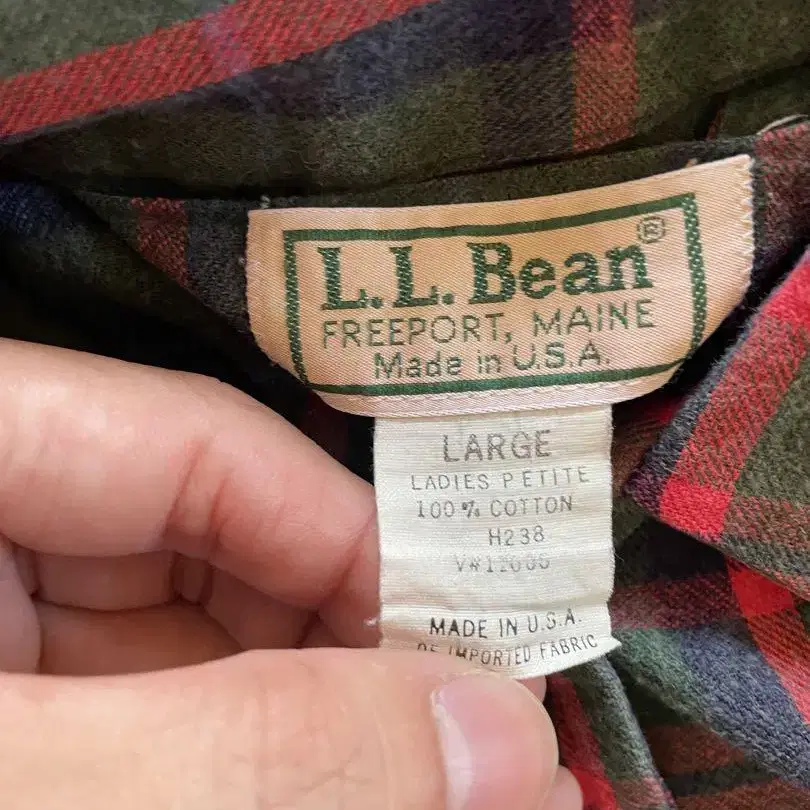 L.L.Bean®
FREEPORT, MAINE
Made in U.S.A.
LARGE
LADIES PETITE
100% COTTON
H238
MADE IN U.S.A.
OF IMPORTED FABRIC